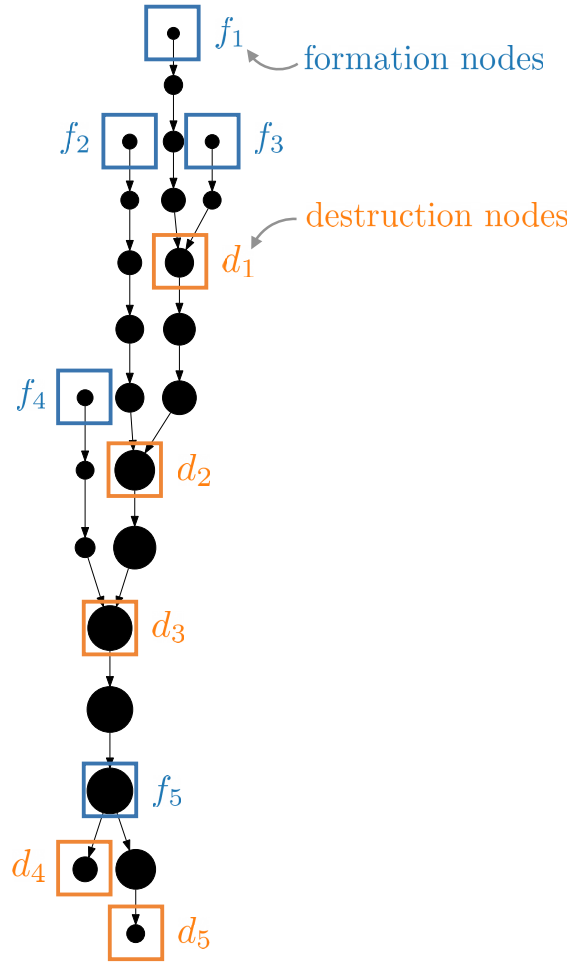 f₁
formation nodes
f₂
f₃
destruction nodes
d₁
f₄
d₂
d₃
f₅
d₄
d₅